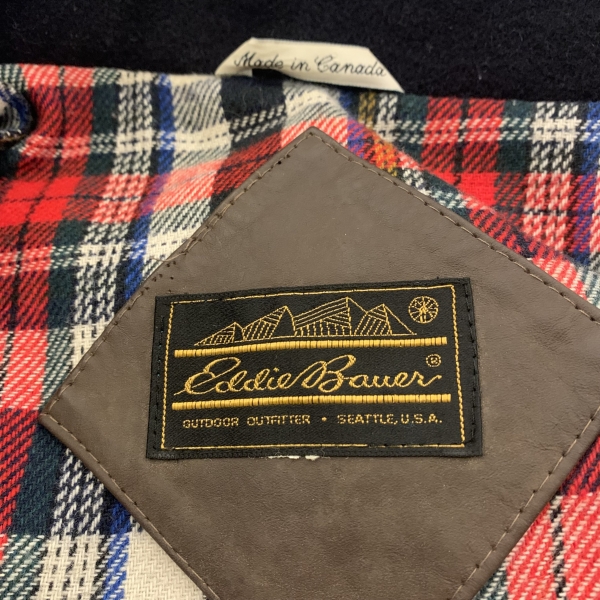 Made in Canada
Eddie Bauer ®
OUTDOOR OUTFITTER • SEATTLE, U.S.A.